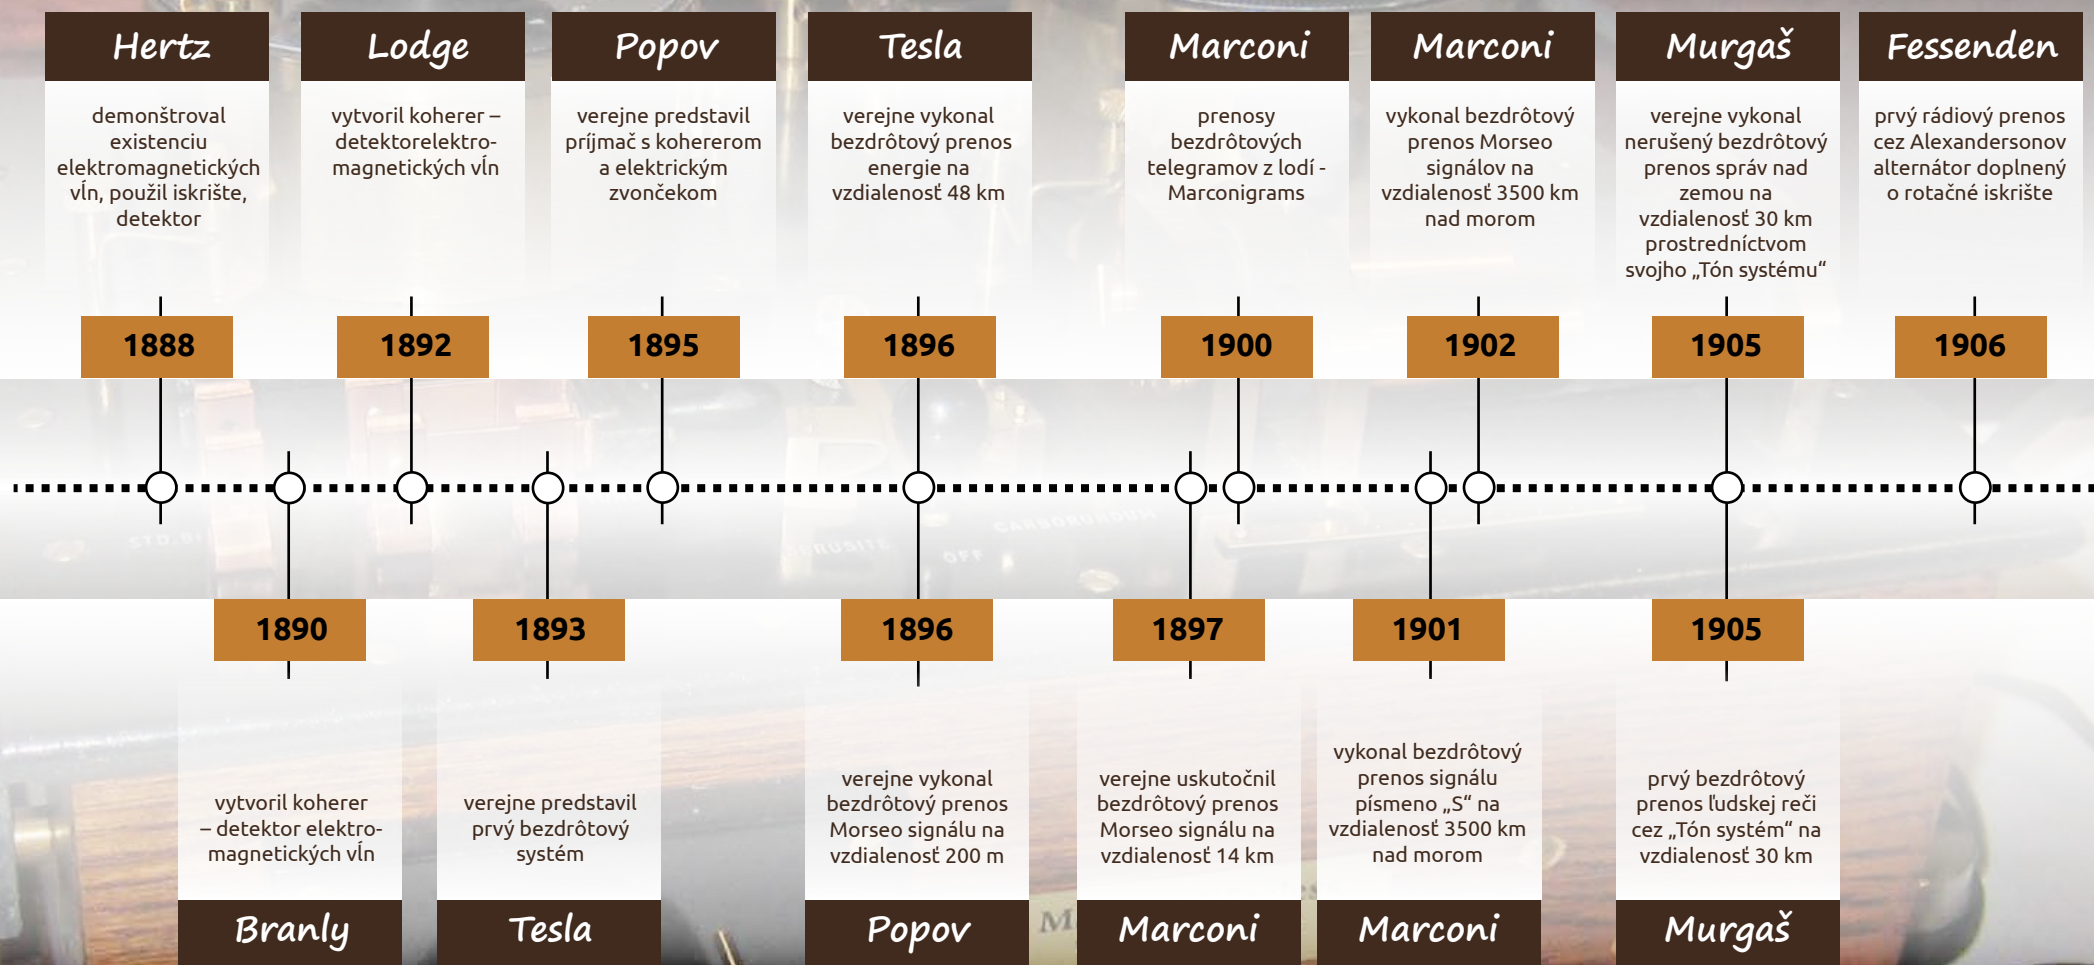 Hertz
demonštroval
existenciu
elektromagnetických
vĺn, použil iskrište,
detektor
1888
Lodge
vytvoril koherer –
detektorelektro-
magnetických vĺn
1892
Popov
verejne predstavil
príjmač s kohererom
a elektrickým
zvončekom
1895
Tesla
verejne vykonal
bezdrôtový prenos
energie na
vzdialenosť 48 km
1896
Marconi
prenosy
bezdrôtových
telegramov z lodí -
Marconigrams
1900
Marconi
vykonal bezdrôtový
prenos Morseo
signálov na
vzdialenosť 3500 km
nad morom
1902
Murgaš
verejne vykonal
nerušený bezdrôtový
prenos správ nad
zemou na
vzdialenosť 30 km
prostredníctvom
svojho „Tón systému“
1905
Fessenden
prvý rádiový prenos
cez Alexandersonov
alternátor doplnený
o rotačné iskrište
1906
CARBORUNDUM
OFF
1890
vytvoril koherer
– detektor elektro-
magnetických vĺn
Branly
1893
verejne predstavil
prvý bezdrôtový
systém
Tesla
1896
verejne vykonal
bezdrôtový prenos
Morseo signálu na
vzdialenosť 200 m
Popov
1897
verejne uskutočnil
bezdrôtový prenos
Morseo signálu na
vzdialenosť 14 km
Marconi
1901
vykonal bezdrôtový
prenos signálu
písmeno „S“ na
vzdialenosť 3500 km
nad morom
Marconi
1905
prvý bezdrôtový
prenos ľudskej reči
cez „Tón systém“ na
vzdialenosť 30 km
Murgaš